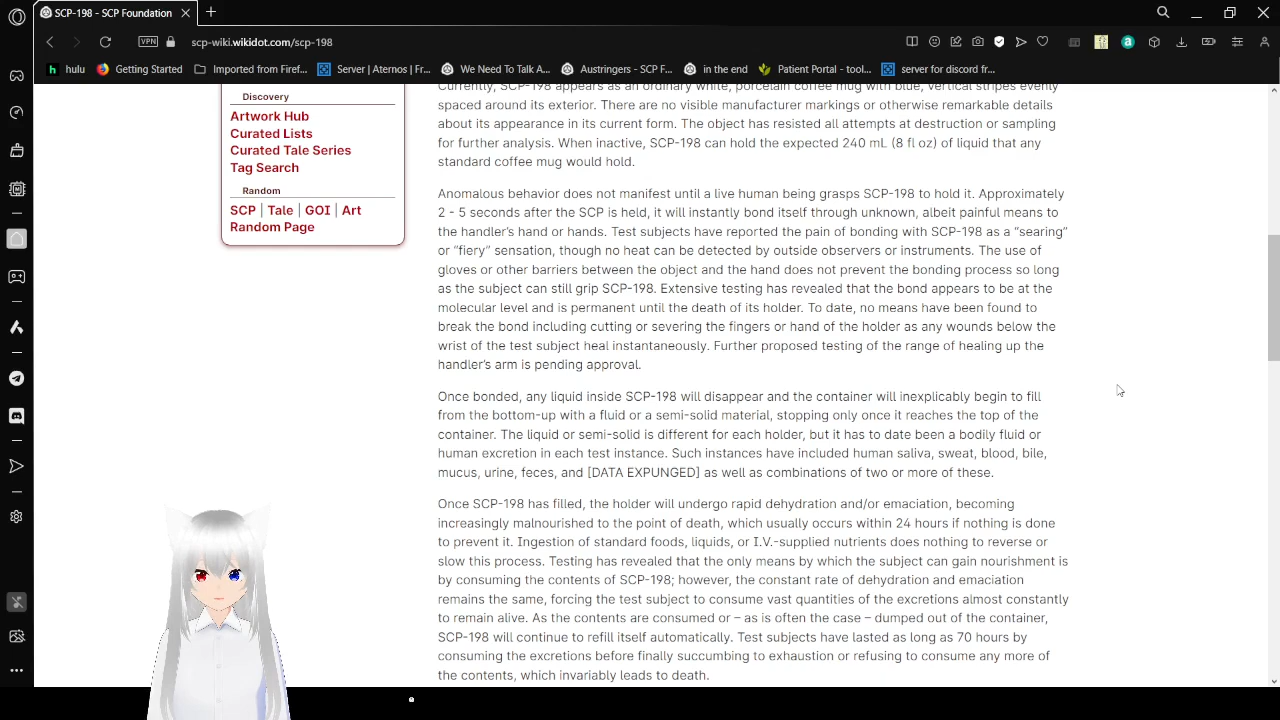 SCP-198 - SCP Foundation
VPN
scp-wiki.wikidot.com/scp-198
hulu
Getting Started
Imported from Firef...
Server | Aternos | Fr...
We Need To Talk A...
Austringers - SCP F...
in the end
Patient Portal - tool...
server for discord fr...
Discovery
Artwork Hub
Curated Lists
Curated Tale Series
Tag Search
Random
SCP | Tale | GOI | Art
Random Page
Currently, SCP-198 appears as an ordinary white, porcelain coffee mug with blue, vertical stripes evenly
spaced around its exterior. There are no visible manufacturer markings or otherwise remarkable details
about its appearance in its current form. The object has resisted all attempts at destruction or sampling
for further analysis. When inactive, SCP-198 can hold the expected 240 mL (8 fl oz) of liquid that any
standard coffee mug would hold.
Anomalous behavior does not manifest until a live human being grasps SCP-198 to hold it. Approximately
2 - 5 seconds after the SCP is held, it will instantly bond itself through unknown, albeit painful means to
the handler's hand or hands. Test subjects have reported the pain of bonding with SCP-198 as a “searing”
or “fiery” sensation, though no heat can be detected by outside observers or instruments. The use of
gloves or other barriers between the object and the hand does not prevent the bonding process so long
as the subject can still grip SCP-198. Extensive testing has revealed that the bond appears to be at the
molecular level and is permanent until the death of its holder. To date, no means have been found to
break the bond including cutting or severing the fingers or hand of the holder as any wounds below the
wrist of the test subject heal instantaneously. Further proposed testing of the range of healing up the
handler's arm is pending approval.
Once bonded, any liquid inside SCP-198 will disappear and the container will inexplicably begin to fill
from the bottom-up with a fluid or a semi-solid material, stopping only once it reaches the top of the
container. The liquid or semi-solid is different for each holder, but it has to date been a bodily fluid or
human excretion in each test instance. Such instances have included human saliva, sweat, blood, bile,
mucus, urine, feces, and [DATA EXPUNGED] as well as combinations of two or more of these.
Once SCP-198 has filled, the holder will undergo rapid dehydration and/or emaciation, becoming
increasingly malnourished to the point of death, which usually occurs within 24 hours if nothing is done
to prevent it. Ingestion of standard foods, liquids, or I.V.-supplied nutrients does nothing to reverse or
slow this process. Testing has revealed that the only means by which the subject can gain nourishment is
by consuming the contents of SCP-198; however, the constant rate of dehydration and emaciation
remains the same, forcing the test subject to consume vast quantities of the excretions almost constantly
to remain alive. As the contents are consumed or – as is often the case – dumped out of the container,
SCP-198 will continue to refill itself automatically. Test subjects have lasted as long as 70 hours by
consuming the excretions before finally succumbing to exhaustion or refusing to consume any more of
the contents, which invariably leads to death.